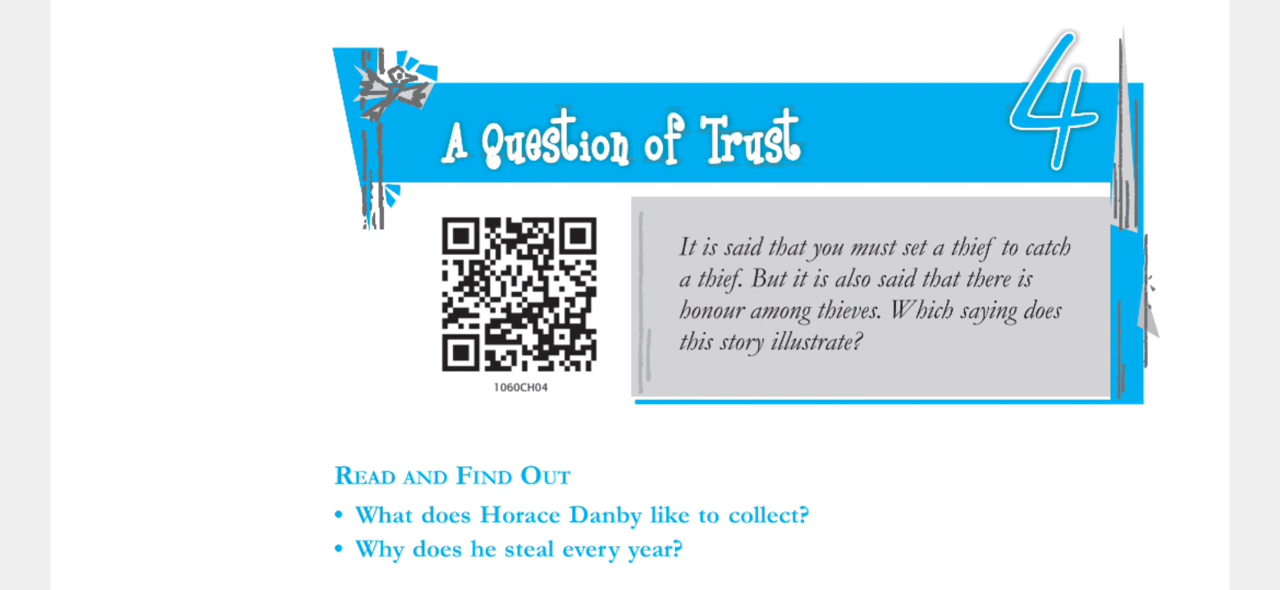 4
A Question of Trust
It is said that you must set a thief to catch
a thief. But it is also said that there is
honour among thieves. Which saying does
this story illustrate?
1060CH04
READ AND FIND OUT
• What does Horace Danby like to collect?
• Why does he steal every year?